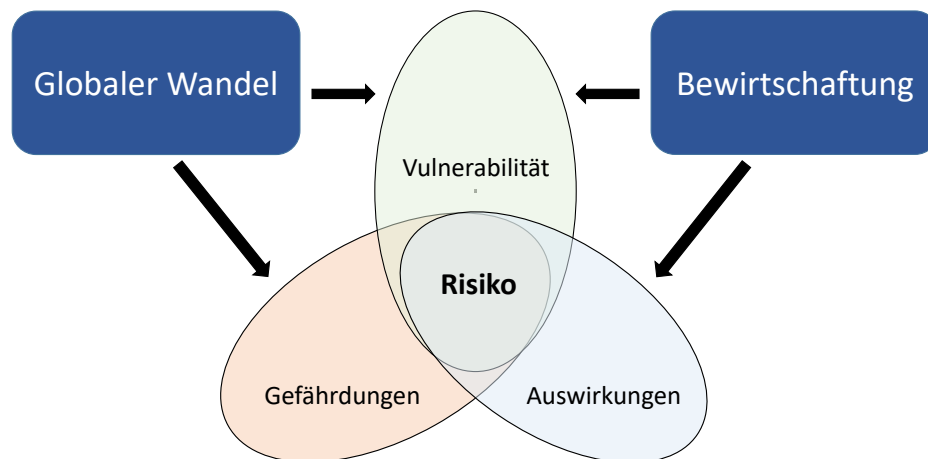 Globaler Wandel
Bewirtschaftung
Vulnerabilität
Risiko
Gefährdungen
Auswirkungen